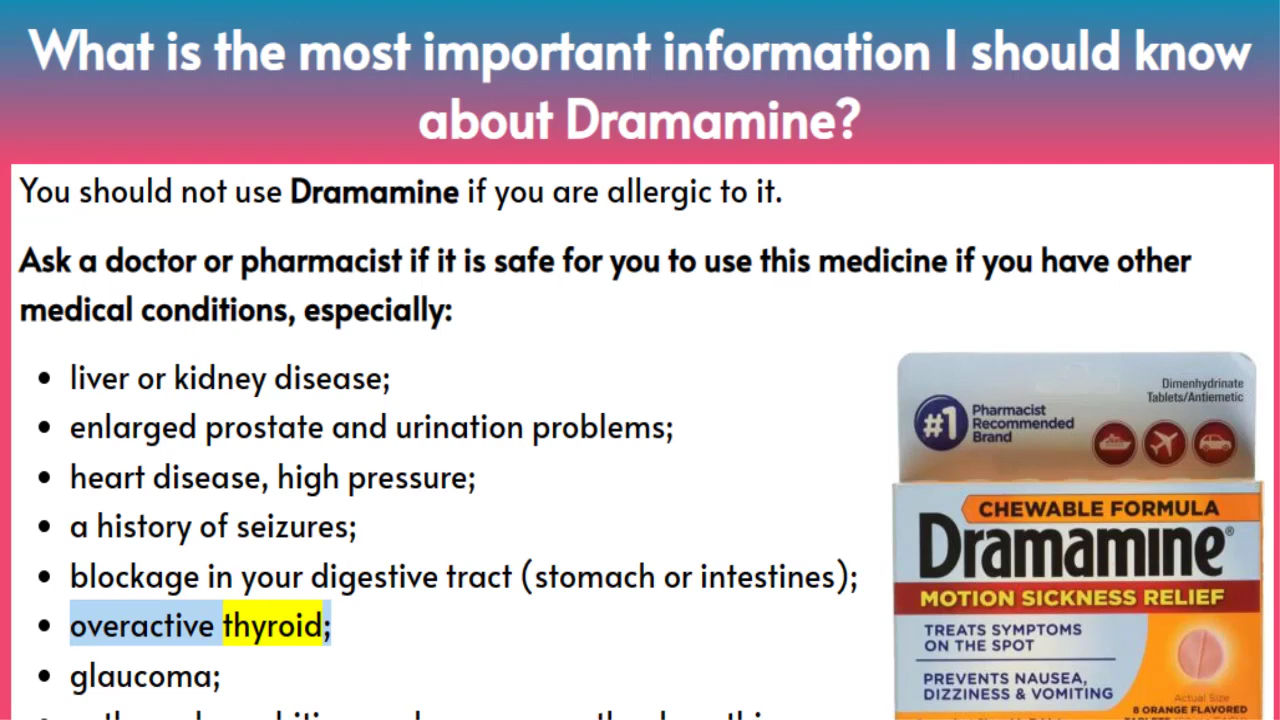 What is the most important information I should know
about Dramamine?
You should not use Dramamine if you are allergic to it.
Ask a doctor or pharmacist if it is safe for you to use this medicine if you have other
medical conditions, especially:
• liver or kidney disease;
• enlarged prostate and urination problems;
• heart disease, high pressure;
• a history of seizures;
• blockage in your digestive tract (stomach or intestines);
• overactive thyroid;
• glaucoma;
Dimenhydrinate
Tablets/Antiemetic
#1 Pharmacist
Recommended
Brand
CHEWABLE FORMULA
Dramamine®
MOTION SICKNESS RELIEF
TREATS SYMPTOMS
ON THE SPOT
PREVENTS NAUSEA,
DIZZINESS & VOMITING
Actual Size
8 ORANGE FLAVORED